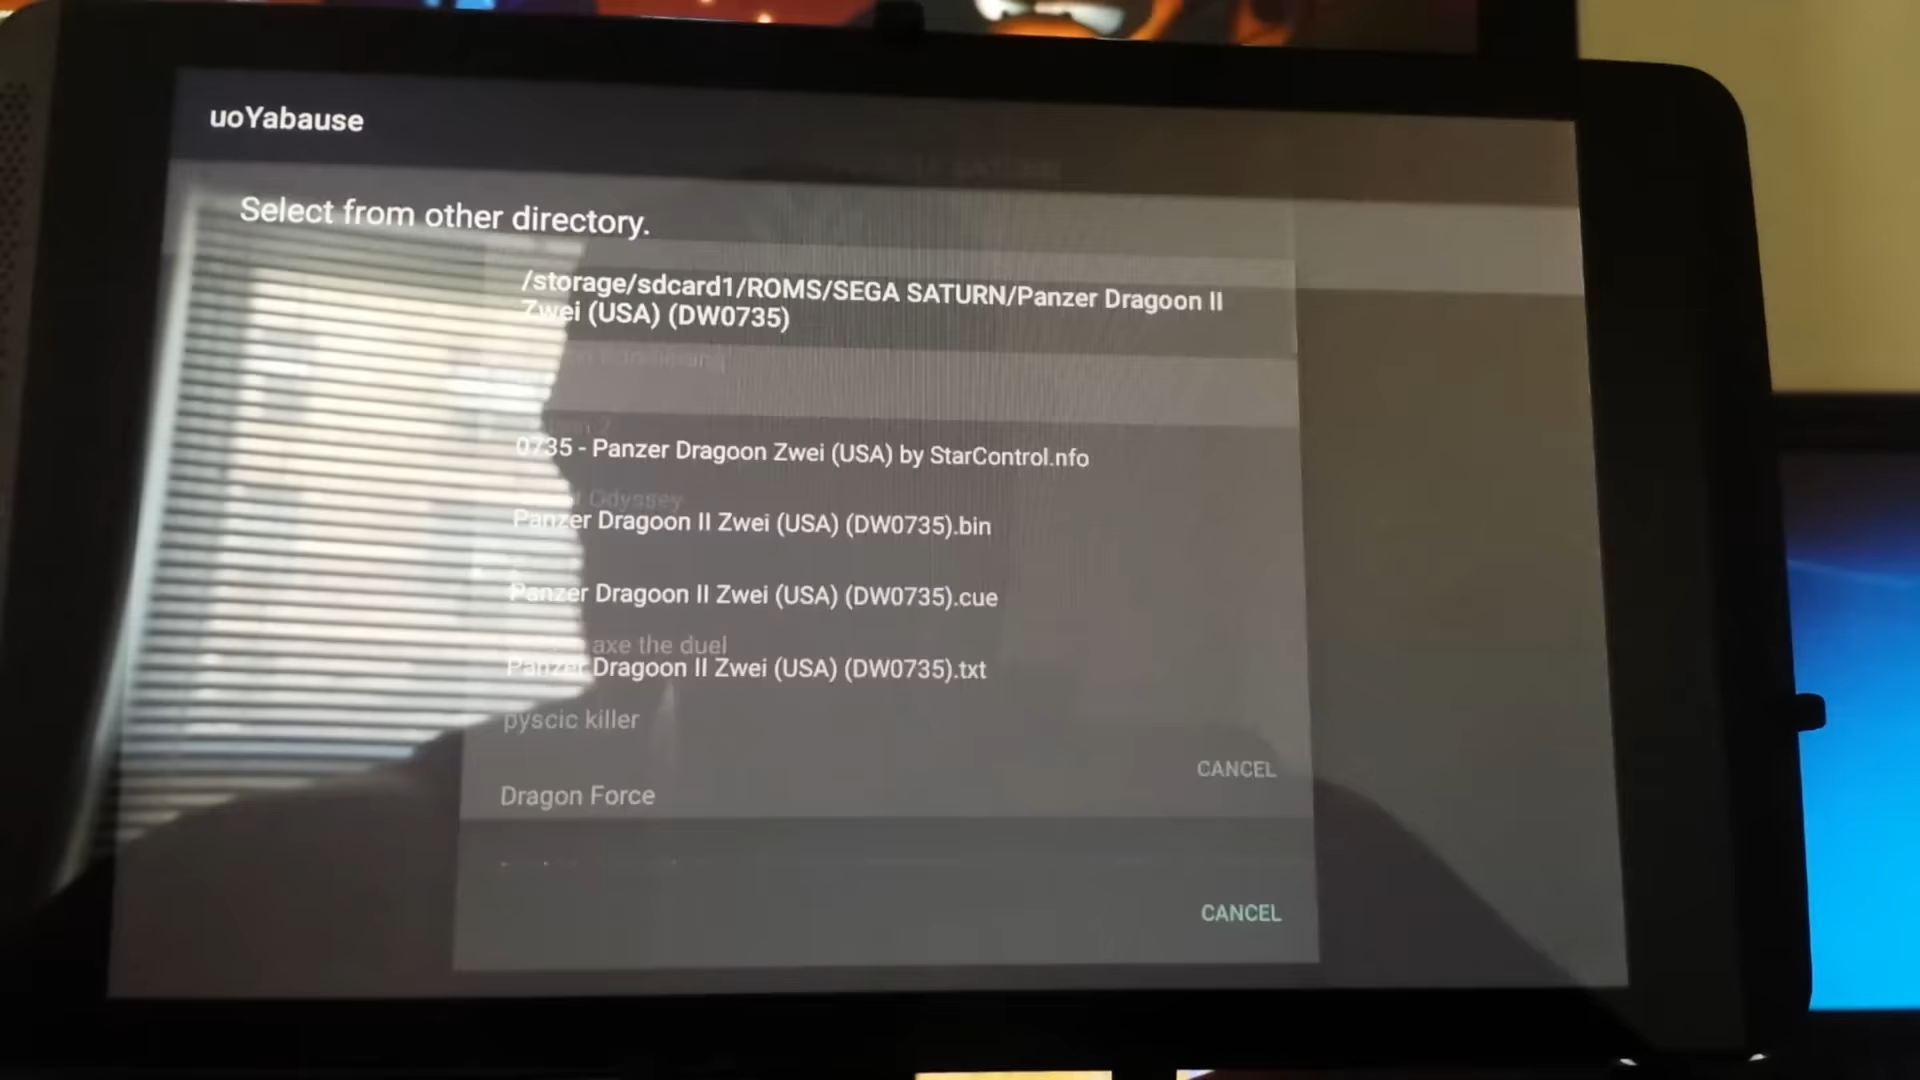 uoYabause
Select from other directory.
/storage/sdcard1/ROMS/SEGA SATURN/Panzer Dragoon II
Zwei (USA) (DW0735)
0735 - Panzer Dragoon Zwei (USA) by StarControl.nfo
Odyssey
Panzer Dragoon II Zwei (USA) (DW0735).bin
Panzer Dragoon II Zwei (USA) (DW0735).cue
axe the duel
Panzer Dragoon II Zwei (USA) (DW0735).txt
pyscic killer
CANCEL
Dragon Force
CANCEL